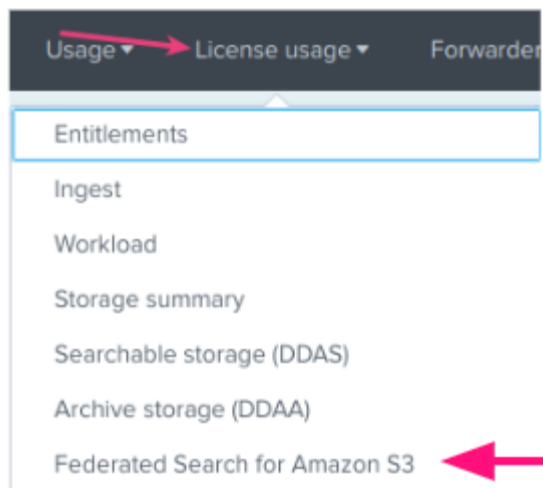 Usage▾ License usage▾ Forwarder
Entitlements
Ingest
Workload
Storage summary
Searchable storage (DDAS)
Archive storage (DDAA)
Federated Search for Amazon S3